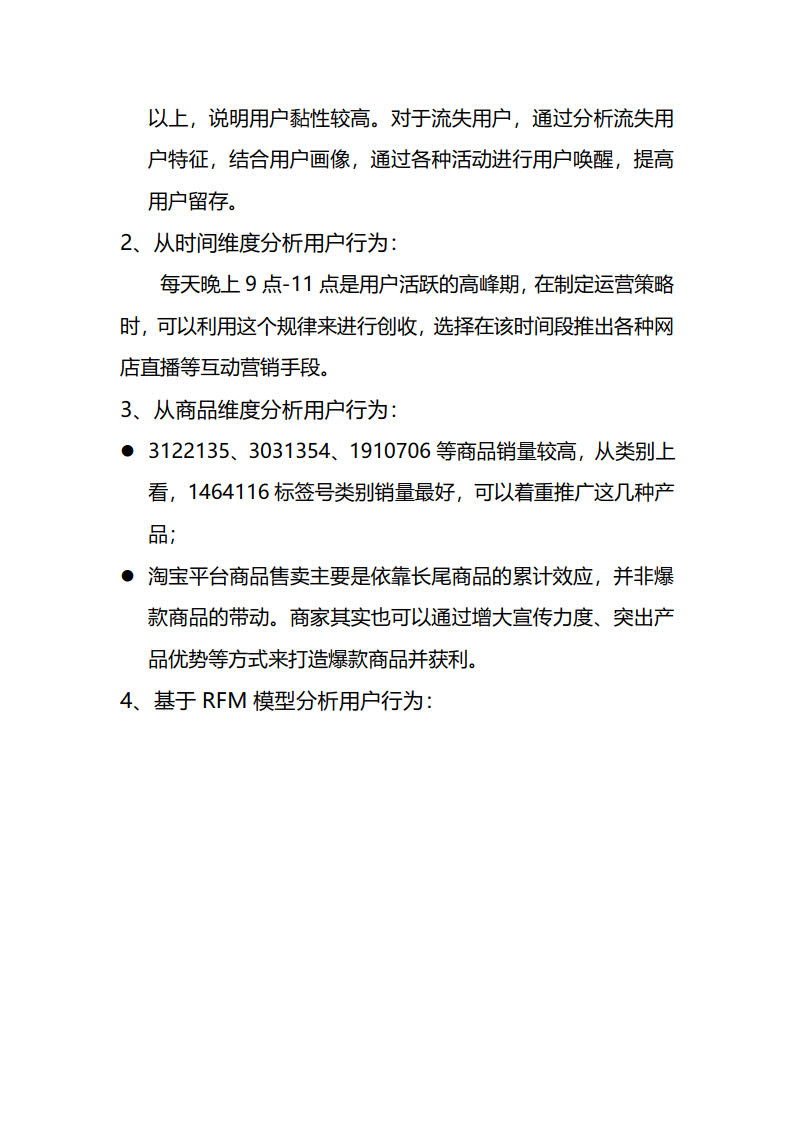 以上，说明用户黏性较高。对于流失用户，通过分析流失用
户特征，结合用户画像，通过各种活动进行用户唤醒，提高
用户留存。
2、从时间维度分析用户行为：
每天晚上 9 点-11 点是用户活跃的高峰期，在制定运营策略
时，可以利用这个规律来进行创收，选择在该时间段推出各种网
店直播等互动营销手段。
3、从商品维度分析用户行为：
● 3122135、3031354、1910706 等商品销量较高，从类别上
看，1464116 标签号类别销量最好，可以着重推广这几种产
品；
● 淘宝平台商品售卖主要是依靠长尾商品的累计效应，并非爆
款商品的带动。商家其实也可以通过增大宣传力度、突出产
品优势等方式来打造爆款商品并获利。
4、基于 RFM 模型分析用户行为：